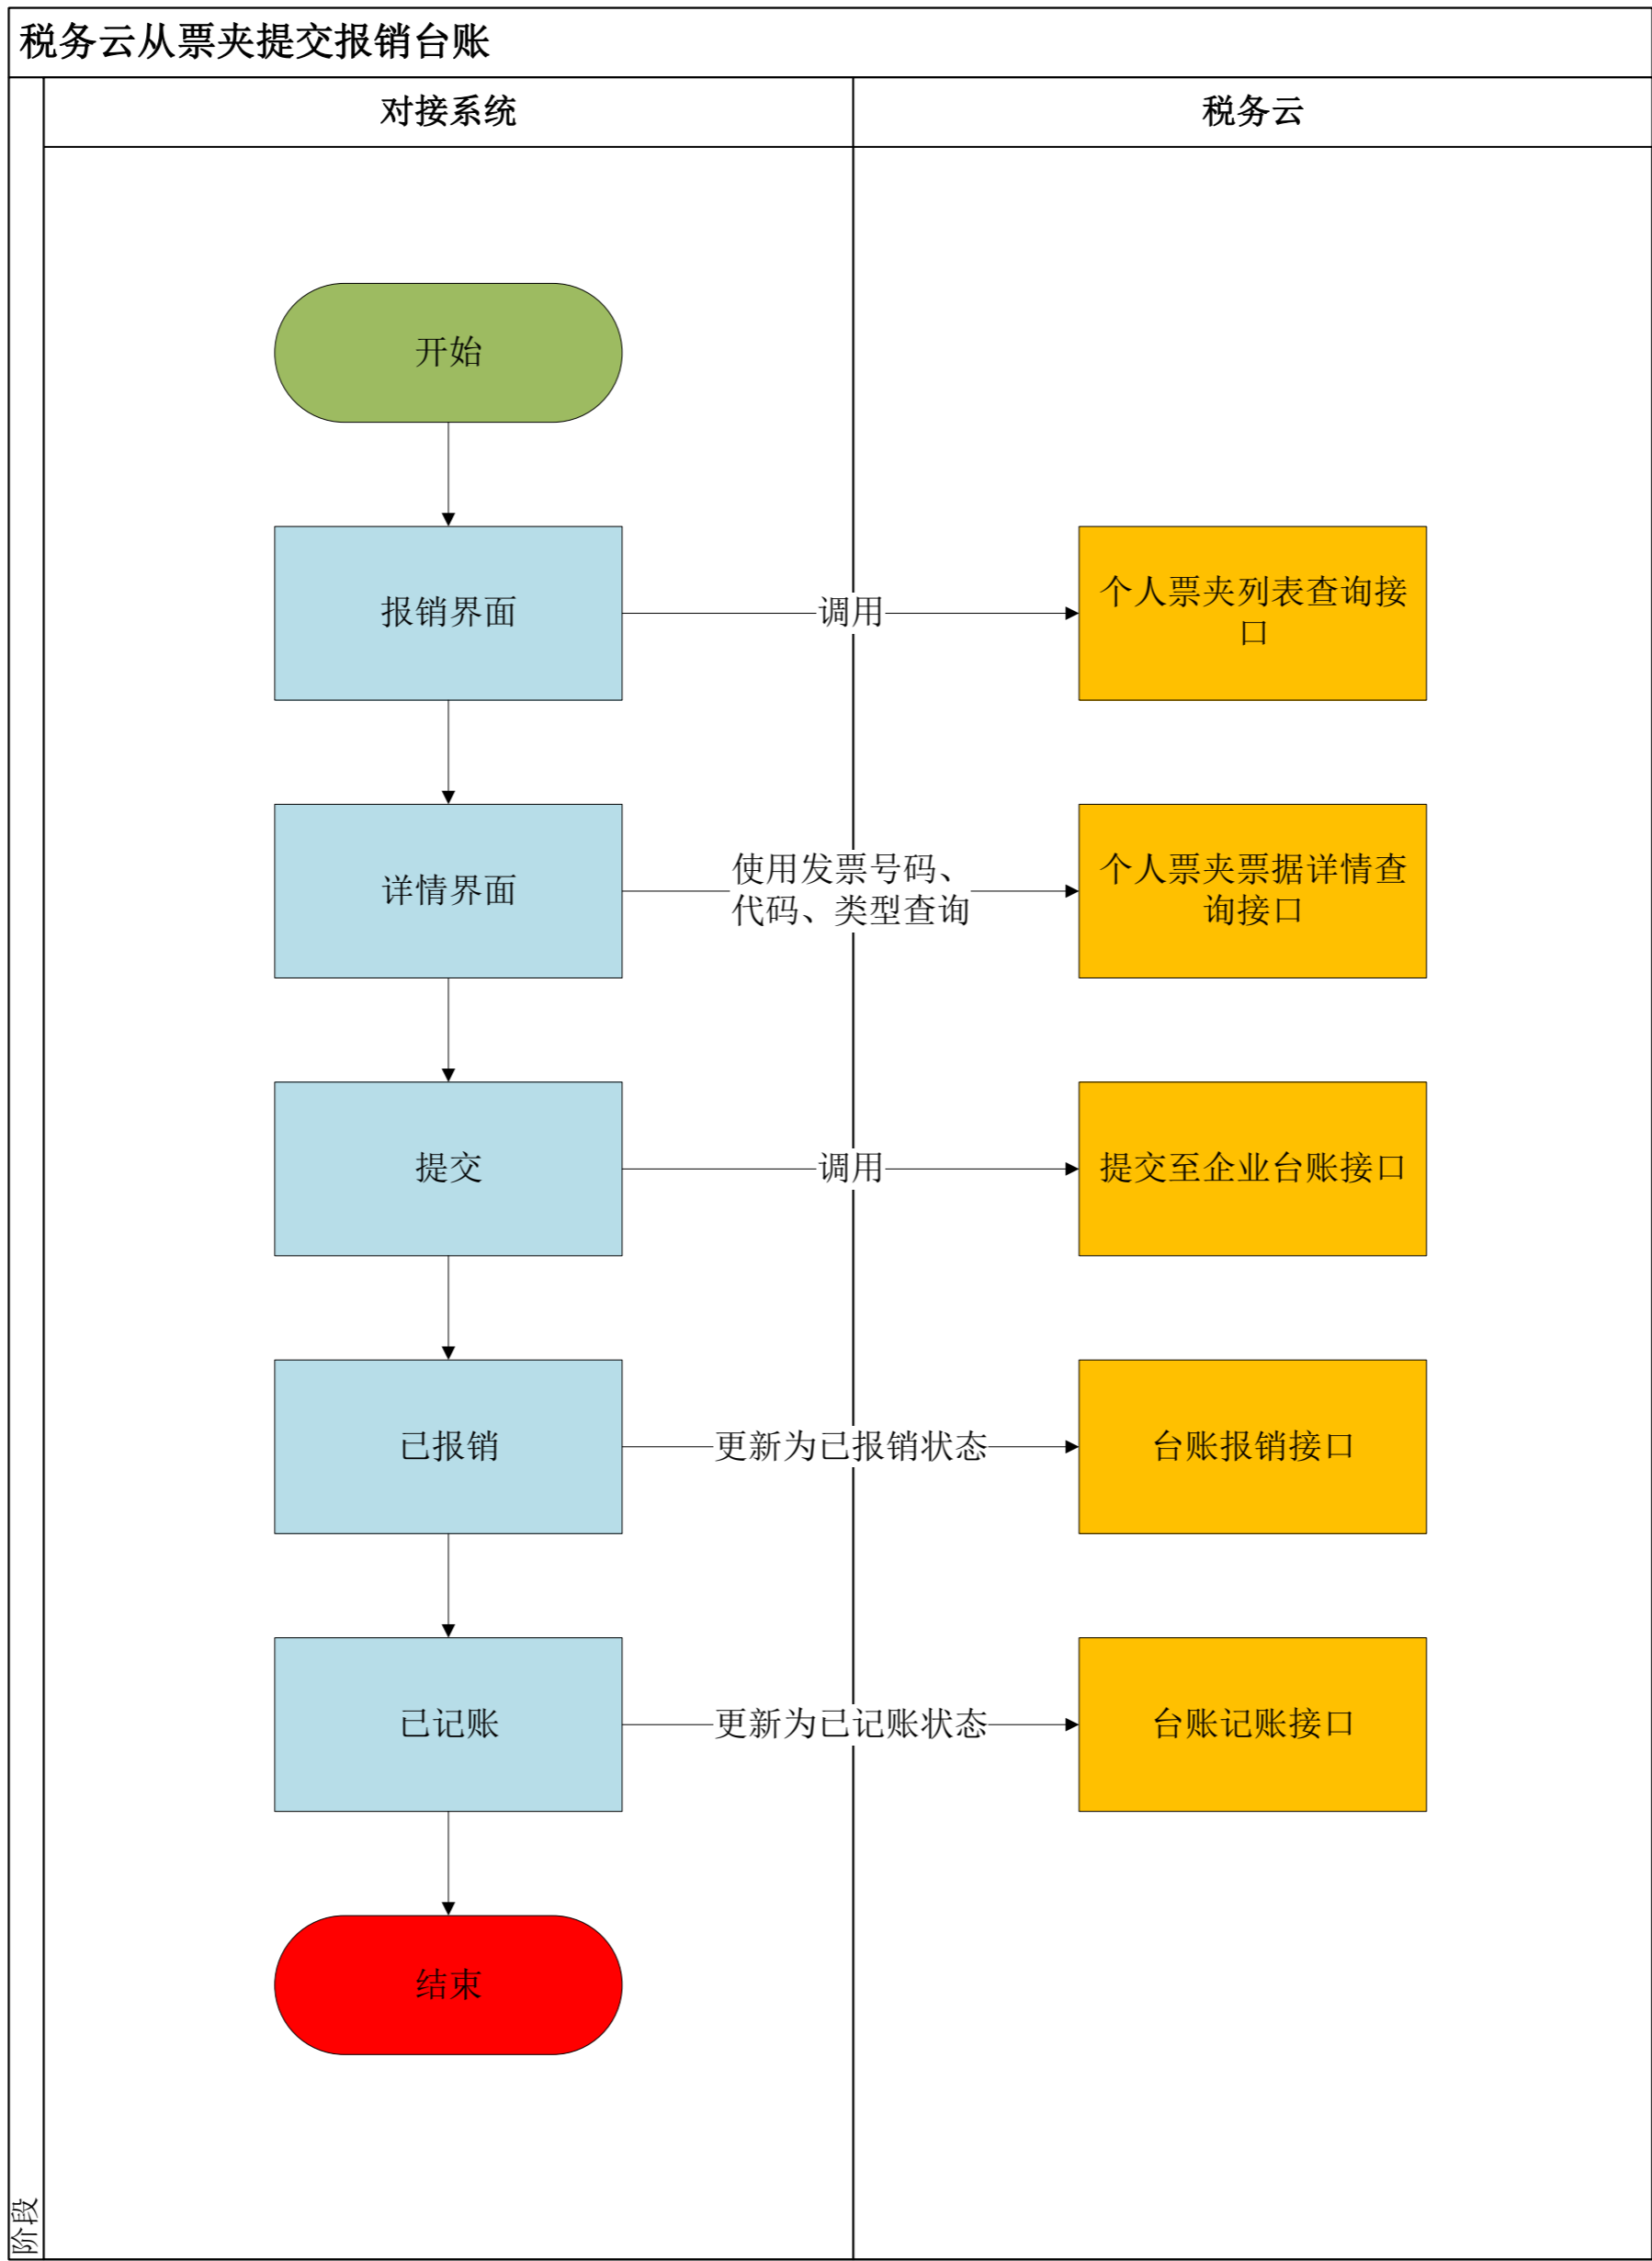 税务云从票夹提交报销台账
对接系统
税务云
开始
报销界面
调用
个人票夹列表查询接
口
详情界面
使用发票号码、
代码、类型查询
个人票夹票据详情查
询接口
提交
调用
提交至企业台账接口
已报销
更新为已报销状态
台账报销接口
已记账
更新为已记账状态
台账记账接口
结束
阶段